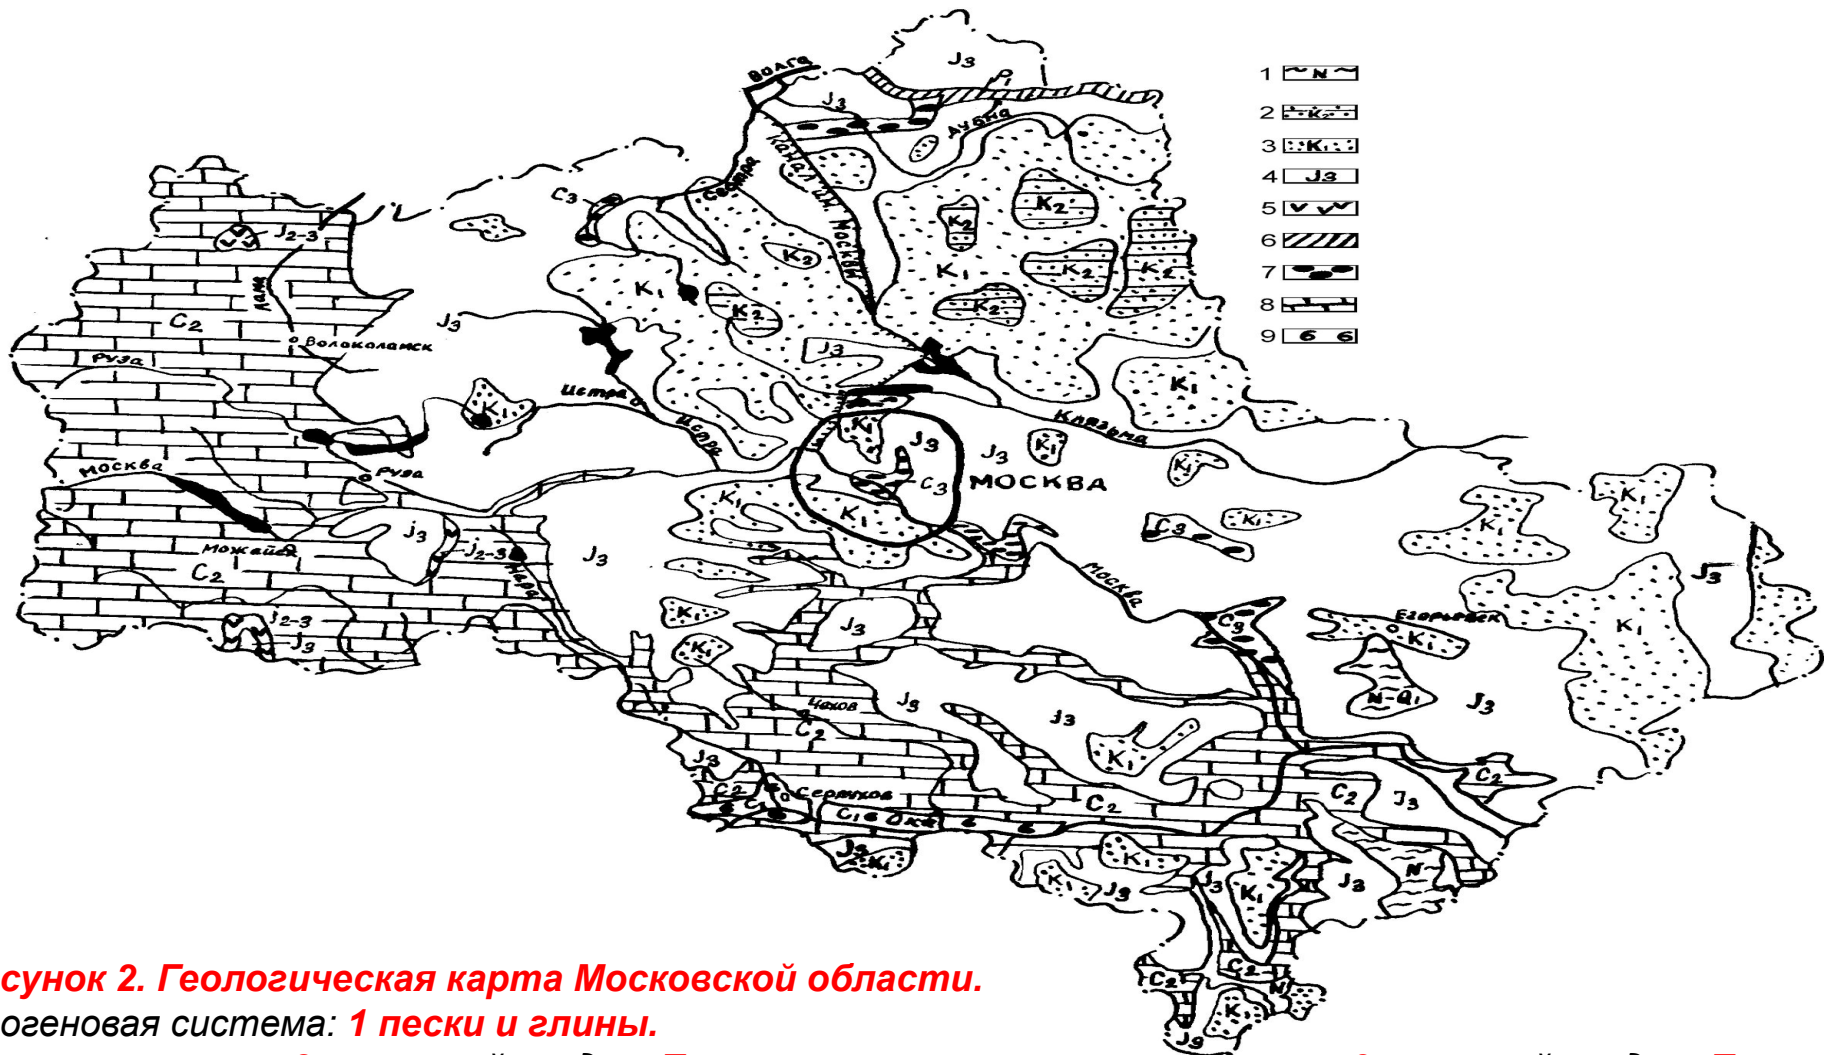 J3
Волга
P1
J3
Дубна
1 N
2 K2
3 K1
4 J3
5
6
7
8
9
Сестра
Канал им. Москвы
C3
K2
K2
J2-3
K2
K1
K2
K2
Лама
K1
K2
K2
C2
J3
Волоколамск
J3
Руза
K1
Истра
K1
Истра
Клязьма
K1
J3
J3
K1
K1
Москва
Руза
C3
МОСКВА
K1
K1
K1
K1
C3
K1
K1
J3
J2-3
J3
Можайск
C2
Нара
Москва
J3
J2-3
J3
K1
K1
J3
C3
Егорьевск
K1
K1
N-Q1
J3
Чехов
C2
J3
J3
K1
J3
C2
C2
J3
C2
C2
C1
Серпухов
C1
Ока
J3
K1
K1
K1
J3
J3
K1
J3
N
C2
C2
N
K1
J3
сунок 2. Геологическая карта Московской области.
огеновая система: 1 пески и глины.